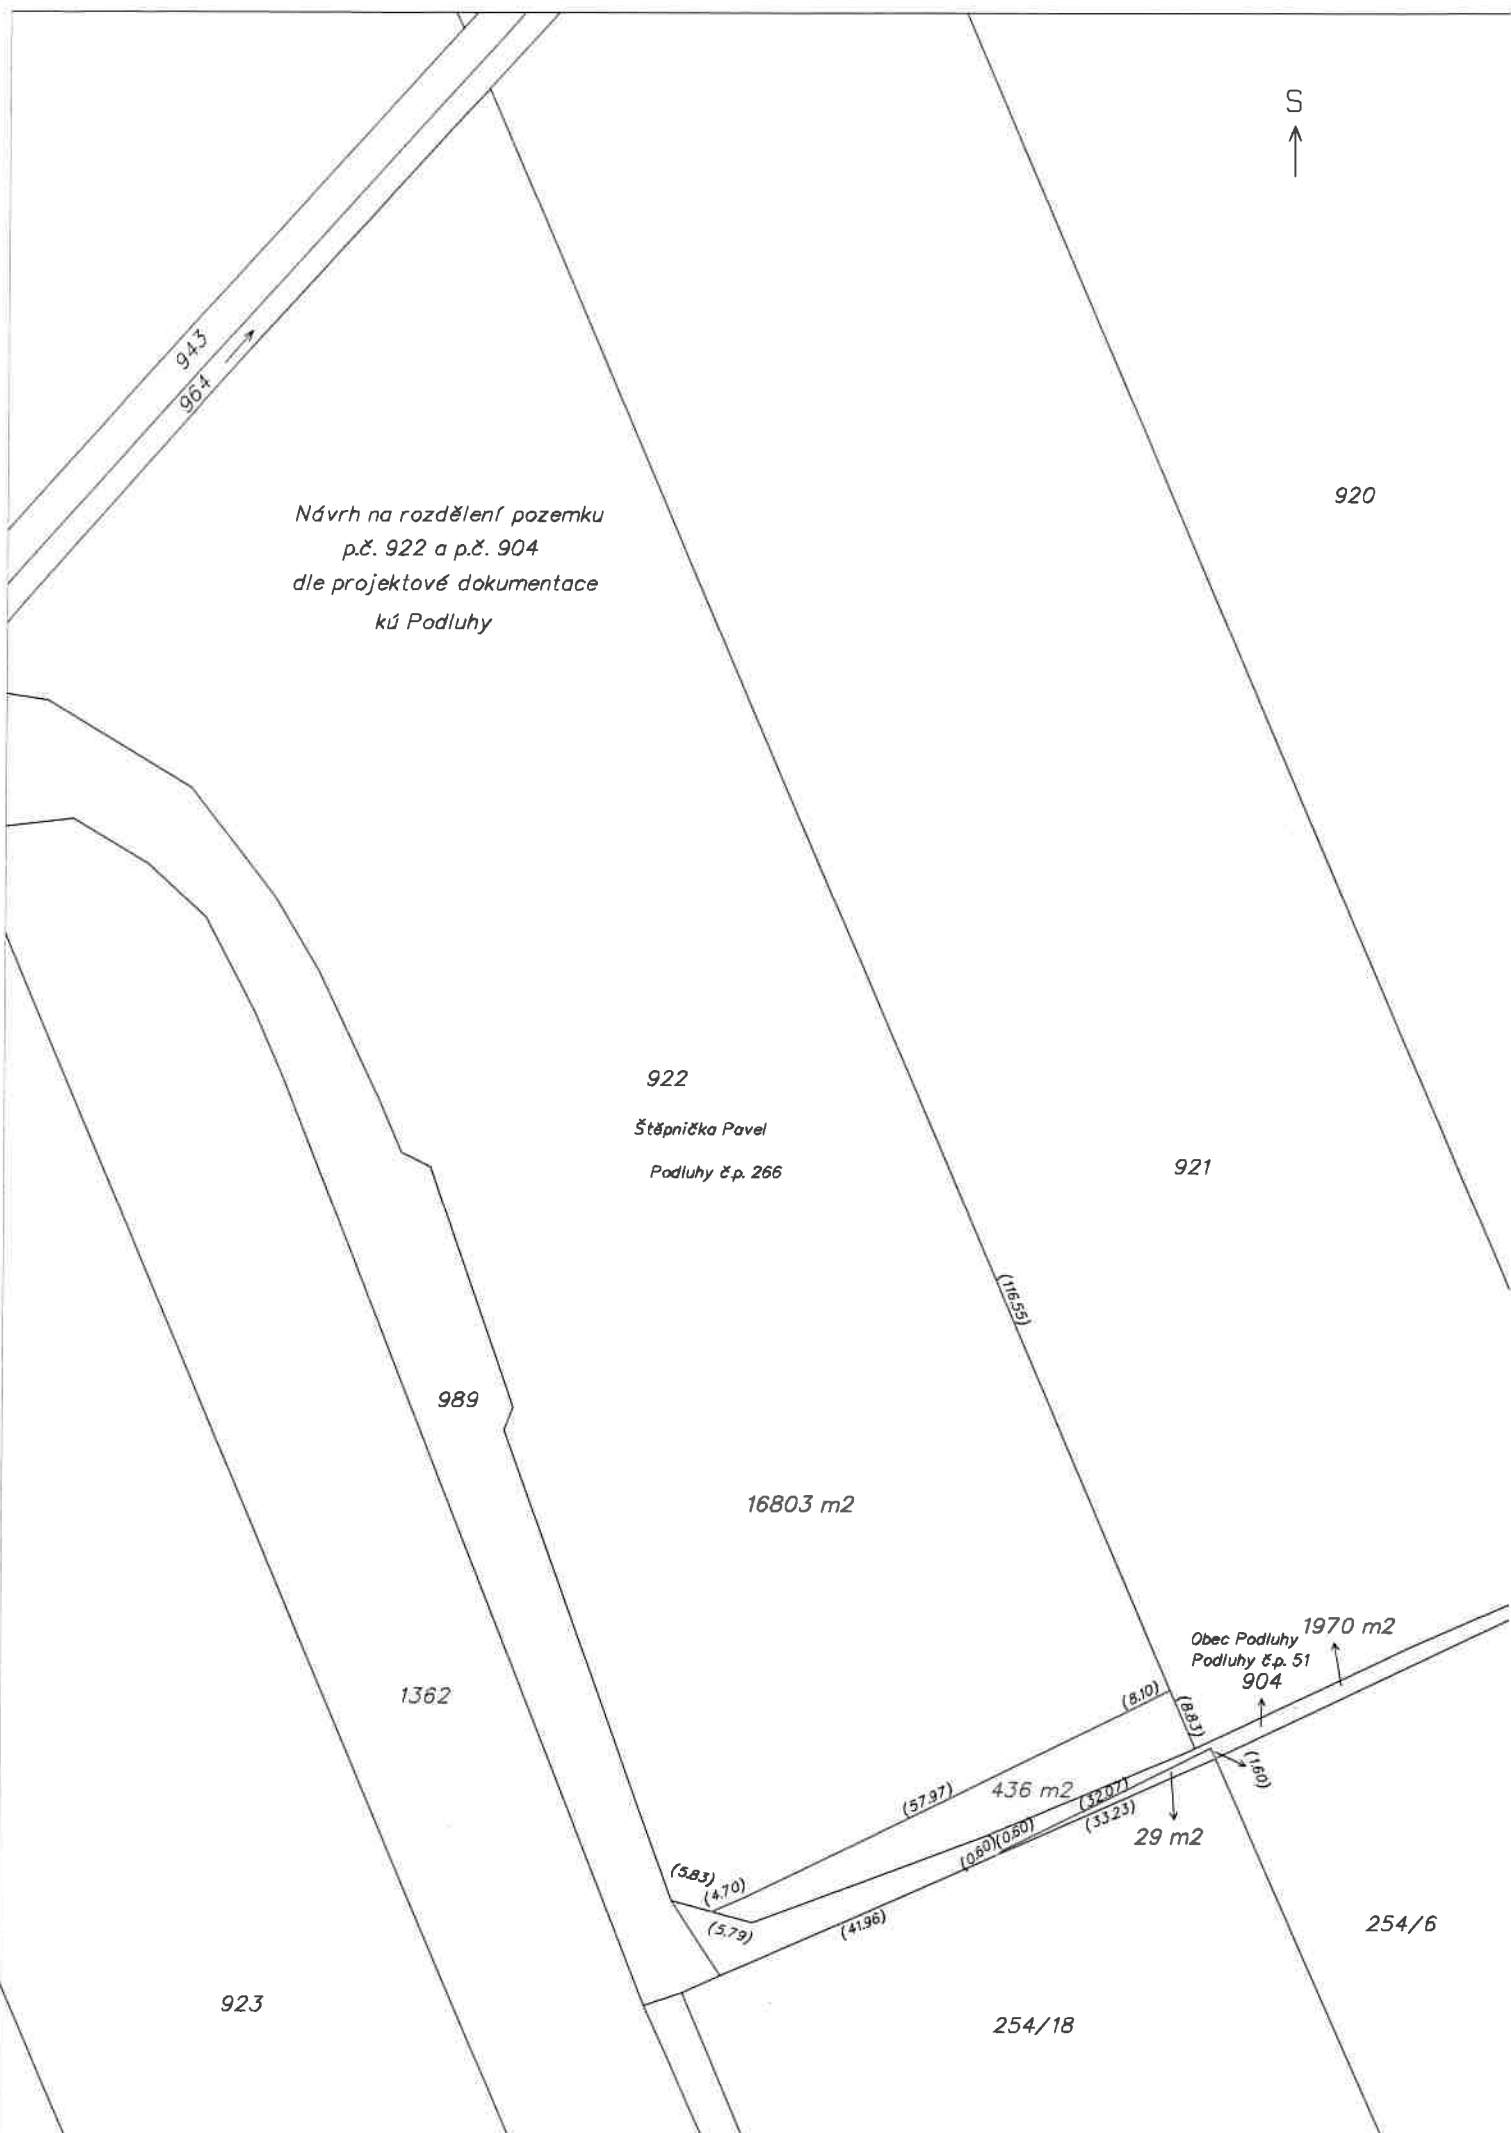 S
943
964
920
Návrh na rozdělení pozemku
p.č. 922 a p.č. 904
dle projektové dokumentace
kú Podluhy
922
Štěpnička Pavel
Podluhy č.p. 266
921
(116.55)
989
16803 m2
1970 m2
Obec Podluhy
Podluhy č.p. 51
904
1362
(8.10)
(8.83)
(1.60)
(57.97)
436 m2
(32.07)
(33.23)
29 m2
(0.60)(0.60)
(5.83)
(4.70)
(5.79)
(41.96)
254/6
923
254/18